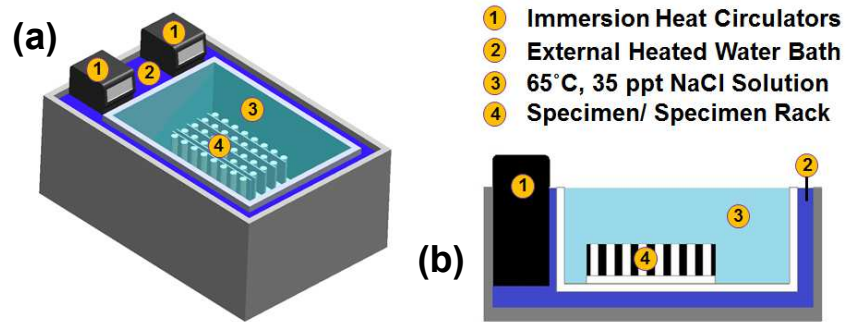 (a)
1
1
2
3
4
1 Immersion Heat Circulators
2 External Heated Water Bath
3 65°C, 35 ppt NaCl Solution
4 Specimen/ Specimen Rack
(b)
1
2
3
4